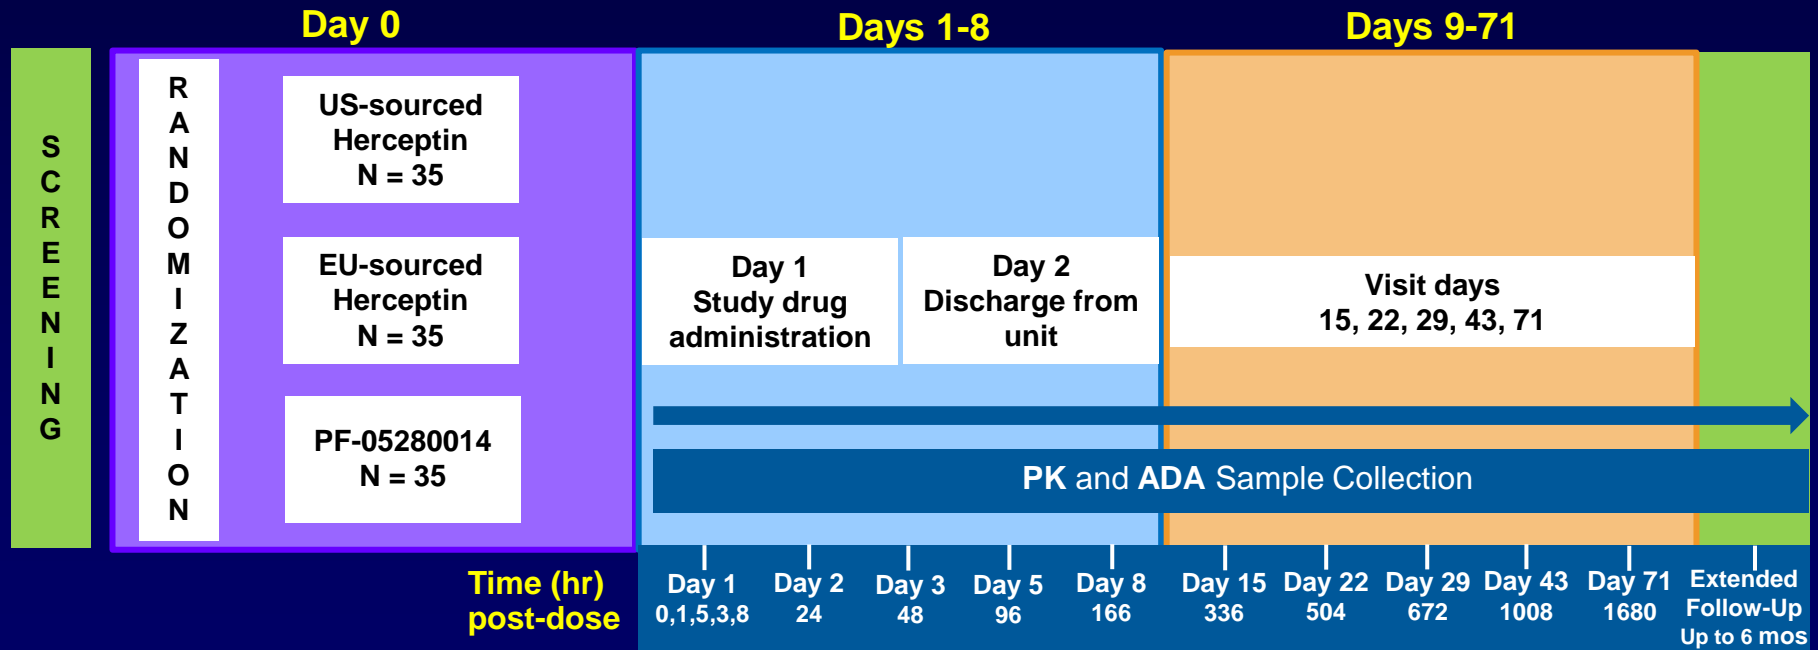 Day 0
Days 1-8
Days 9-71
SCREENING
RANDOMIZATION
US-sourced
Herceptin
N = 35
EU-sourced
Herceptin
N = 35
PF-05280014
N = 35
Day 1
Study drug
administration
Day 2
Discharge from
unit
Visit days
15, 22, 29, 43, 71
PK and ADA Sample Collection
Time (hr)
post-dose
Day 1
0,1,5,3,8
Day 2
24
Day 3
48
Day 5
96
Day 8
166
Day 15
336
Day 22
504
Day 29
672
Day 43
1008
Day 71
1680
Extended
Follow-Up
Up to 6 mos